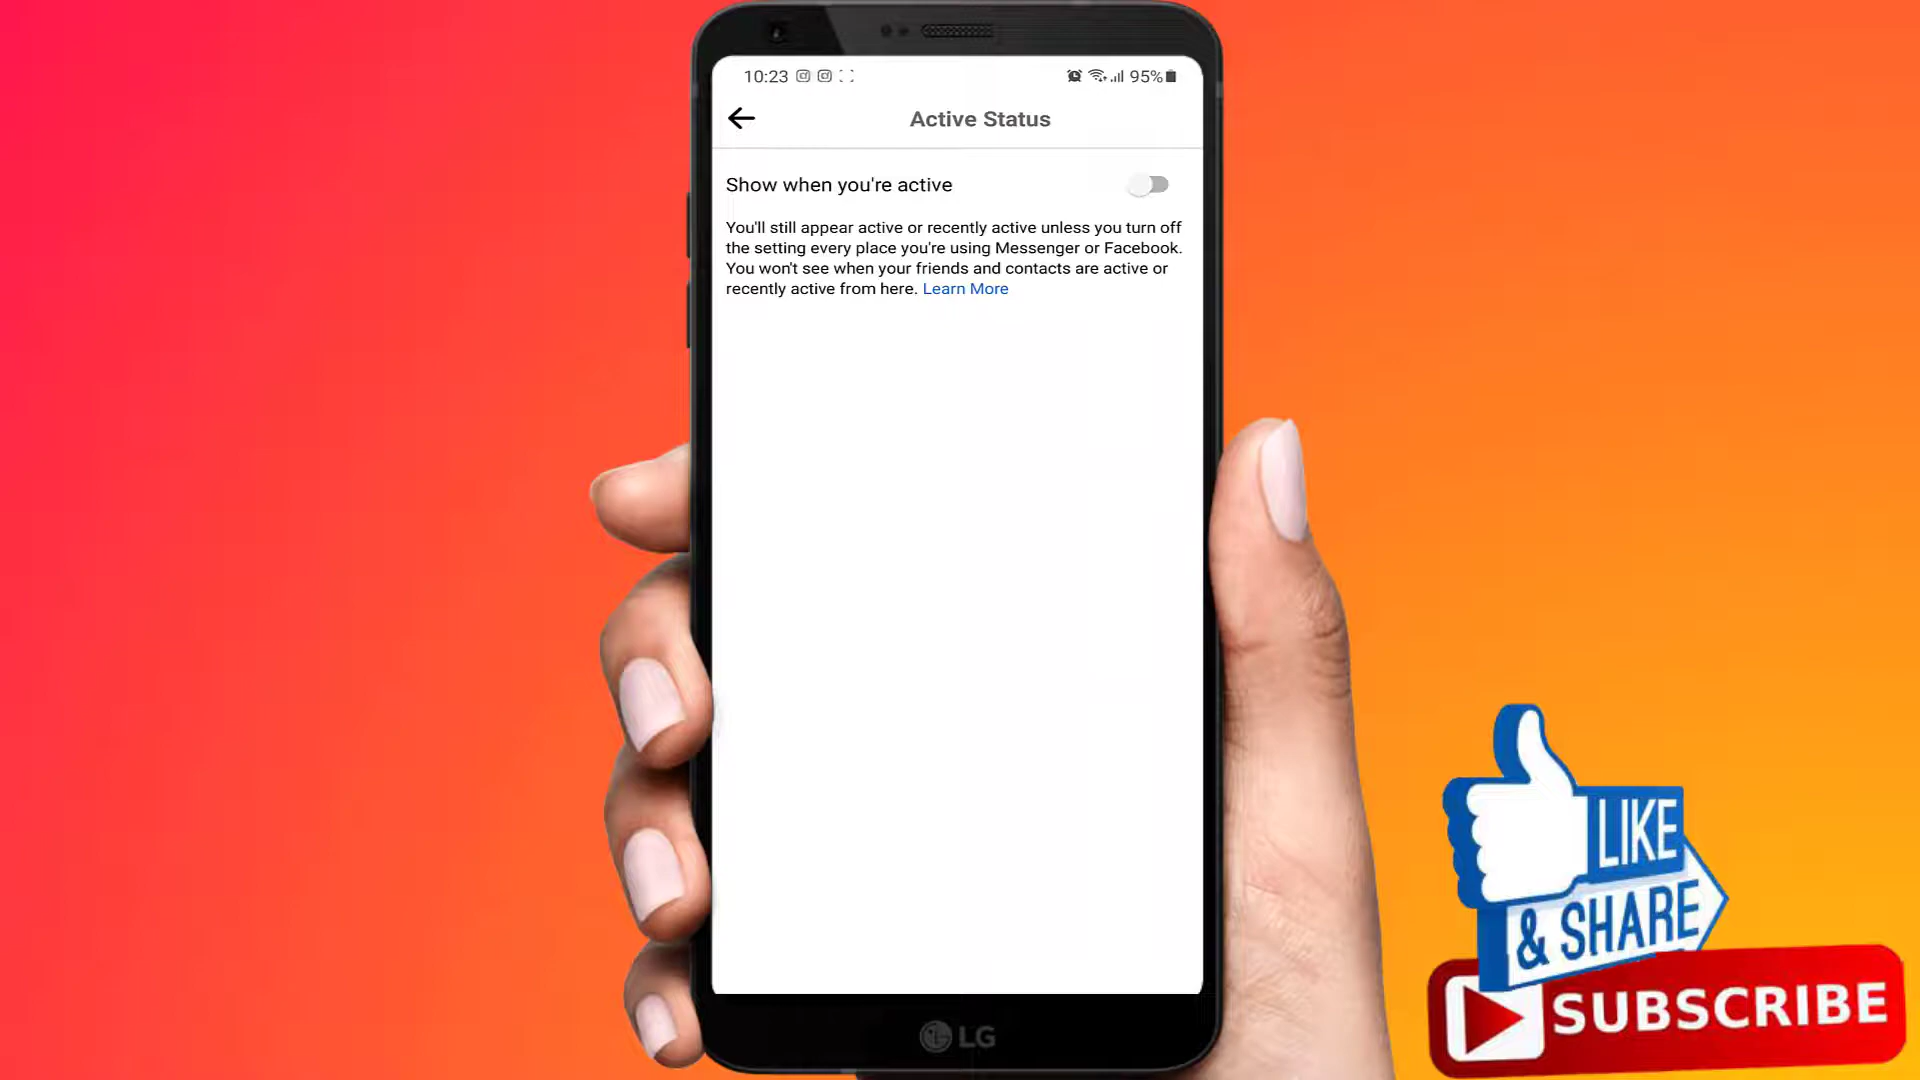 10:23
95%
Active Status
Show when you're active
You'll still appear active or recently active unless you turn off
the setting every place you're using Messenger or Facebook.
You won't see when your friends and contacts are active or
recently active from here. Learn More
LG
LIKE
& SHARE
SUBSCRIBE